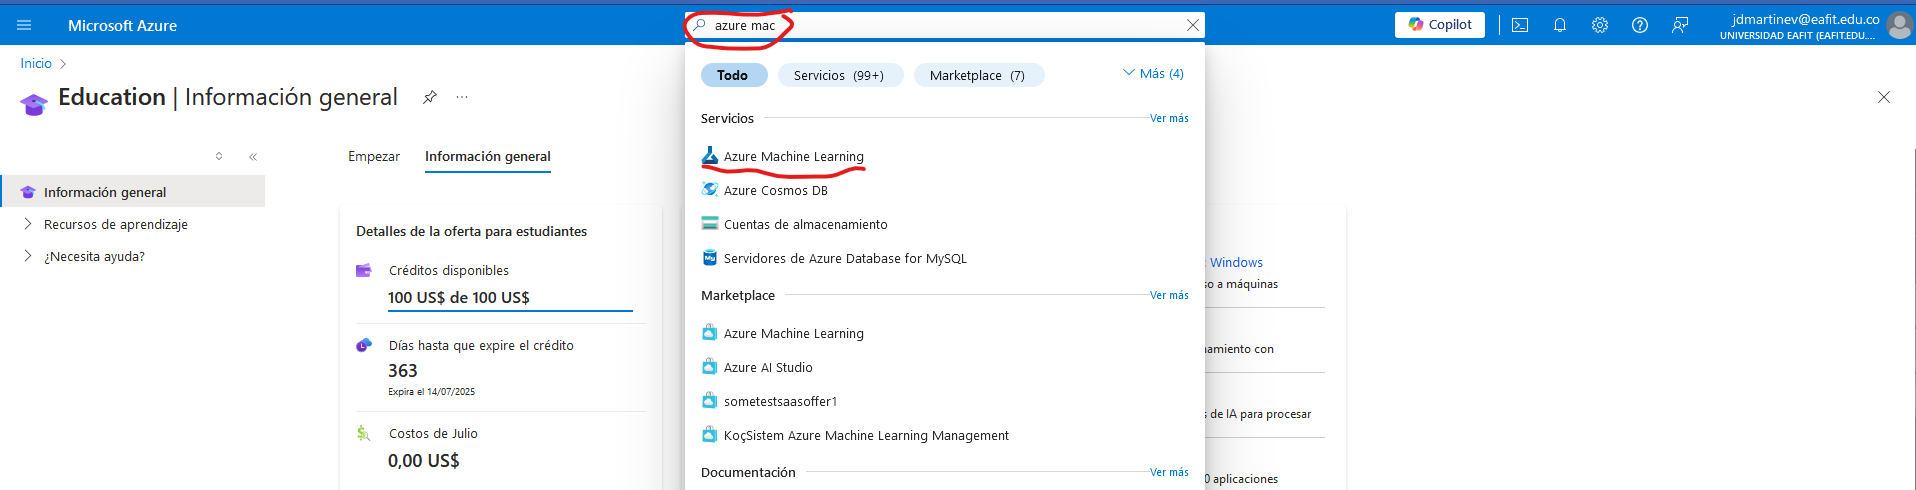 Microsoft Azure
azure mac
Copilot
jdmartinev@eafit.edu.co
UNIVERSIDAD EAFIT (EAFIT.EDU....
Inicio
Education | Información general
Todo
Servicios (99+)
Marketplace (7)
Más (4)
Servicios
Ver más
Azure Machine Learning
Azure Cosmos DB
Cuentas de almacenamiento
Servidores de Azure Database for MySQL
Marketplace
Ver más
Azure Machine Learning
Azure AI Studio
sometestsaasoffer1
KoçSistem Azure Machine Learning Management
Documentación
Ver más
Información general
Recursos de aprendizaje
¿Necesita ayuda?
Empezar
Información general
Detalles de la oferta para estudiantes
Créditos disponibles
100 US$ de 100 US$
Días hasta que expire el crédito
363
Expira el 14/07/2025
Costos de Julio
0,00 US$
Windows
a máquinas
con
de IA para procesar
aplicaciones